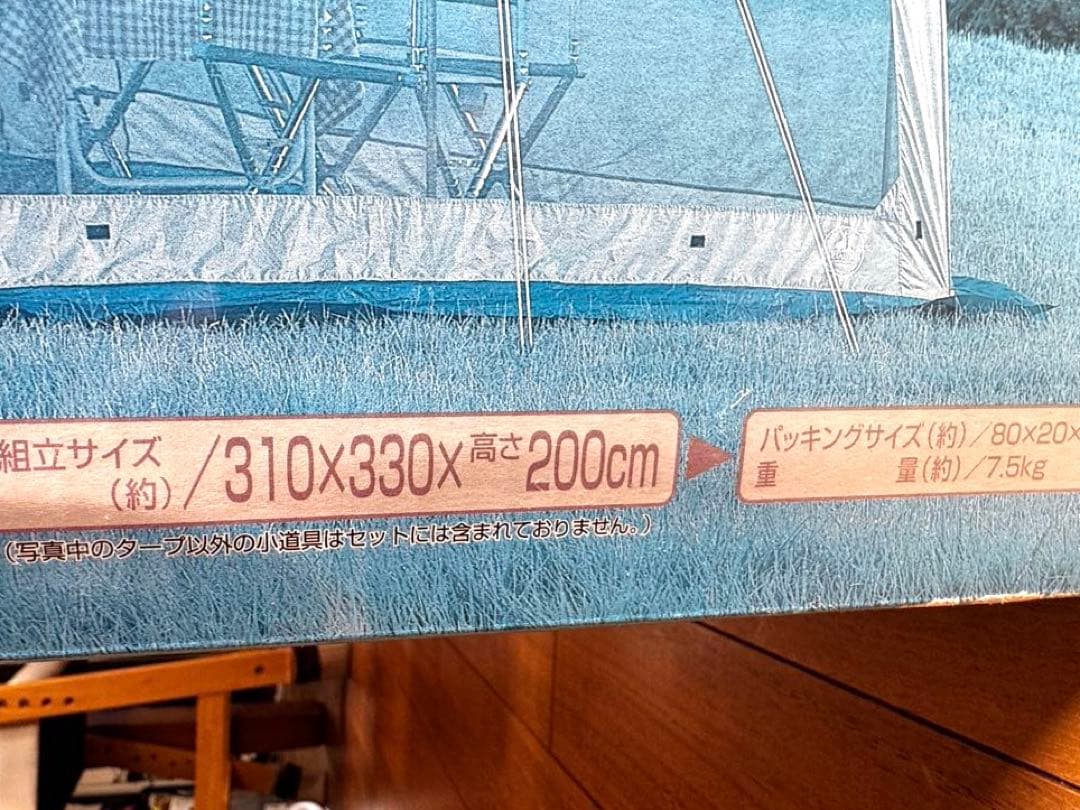 組立サイズ
(約)／310×330×高さ200cm
パッキングサイズ(約)／80×20×
重量(約)／7.5kg
(写真中のタープ以外の小道具はセットには含まれておりません。)